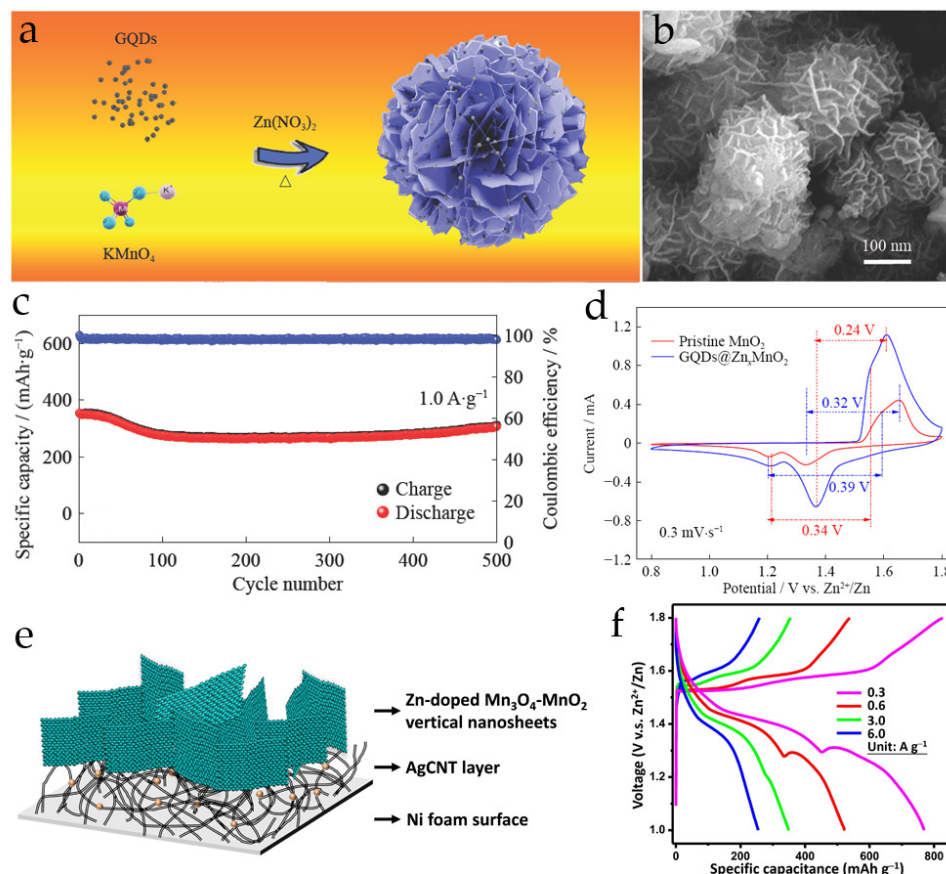 a
GQDs
Zn(NO₃)₂
△
K⁺
M
KMnO₄
b
100 nm
c
Specific capacity / (mAh·g⁻¹)
600
400
200
0
1.0 A·g⁻¹
Charge
Discharge
100
80
60
40
20
0
Coulombic efficiency / %
0 100 200 300 400 500
Cycle number
d
Current / mA
1.2
0.8
0.4
0
−0.4
−0.8
−1.2
Pristine MnO₂
GQDs@ZnₓMnO₂
0.24 V
0.32 V
0.39 V
0.34 V
0.3 mV·s⁻¹
0.8 1.0 1.2 1.4 1.6 1.8
Potential / V vs. Zn²⁺/Zn
e
Zn-doped Mn₃O₄-MnO₂
vertical nanosheets
AgCNT layer
Ni foam surface
f
Voltage (V v.s. Zn²⁺/Zn)
1.8
1.6
1.4
1.2
1.0
0.3
0.6
3.0
6.0
Unit: A g⁻¹
0 200 400 600 800
Specific capacitance (mAh g⁻¹)